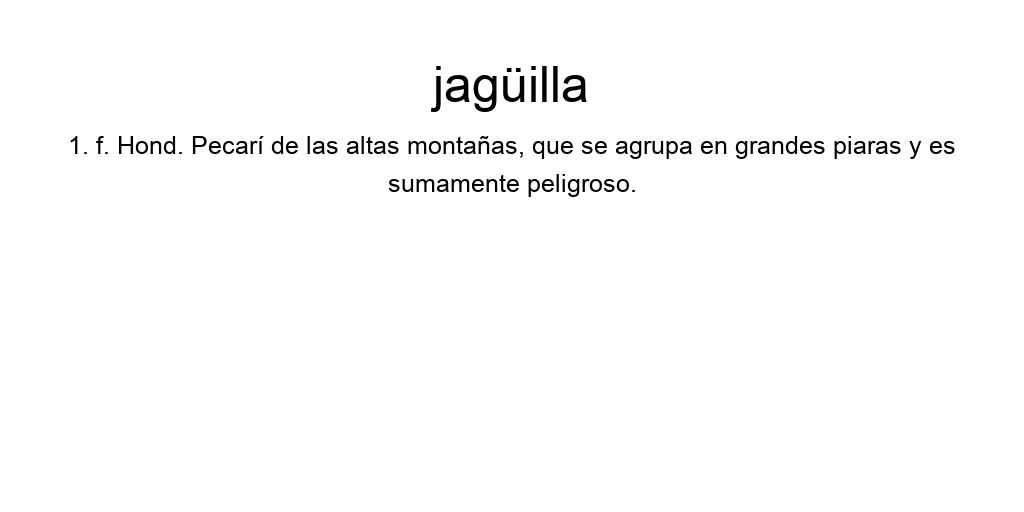 jagüilla
1. f. Hond. Pecarí de las altas montañas, que se agrupa en grandes piaras y es
sumamente peligroso.